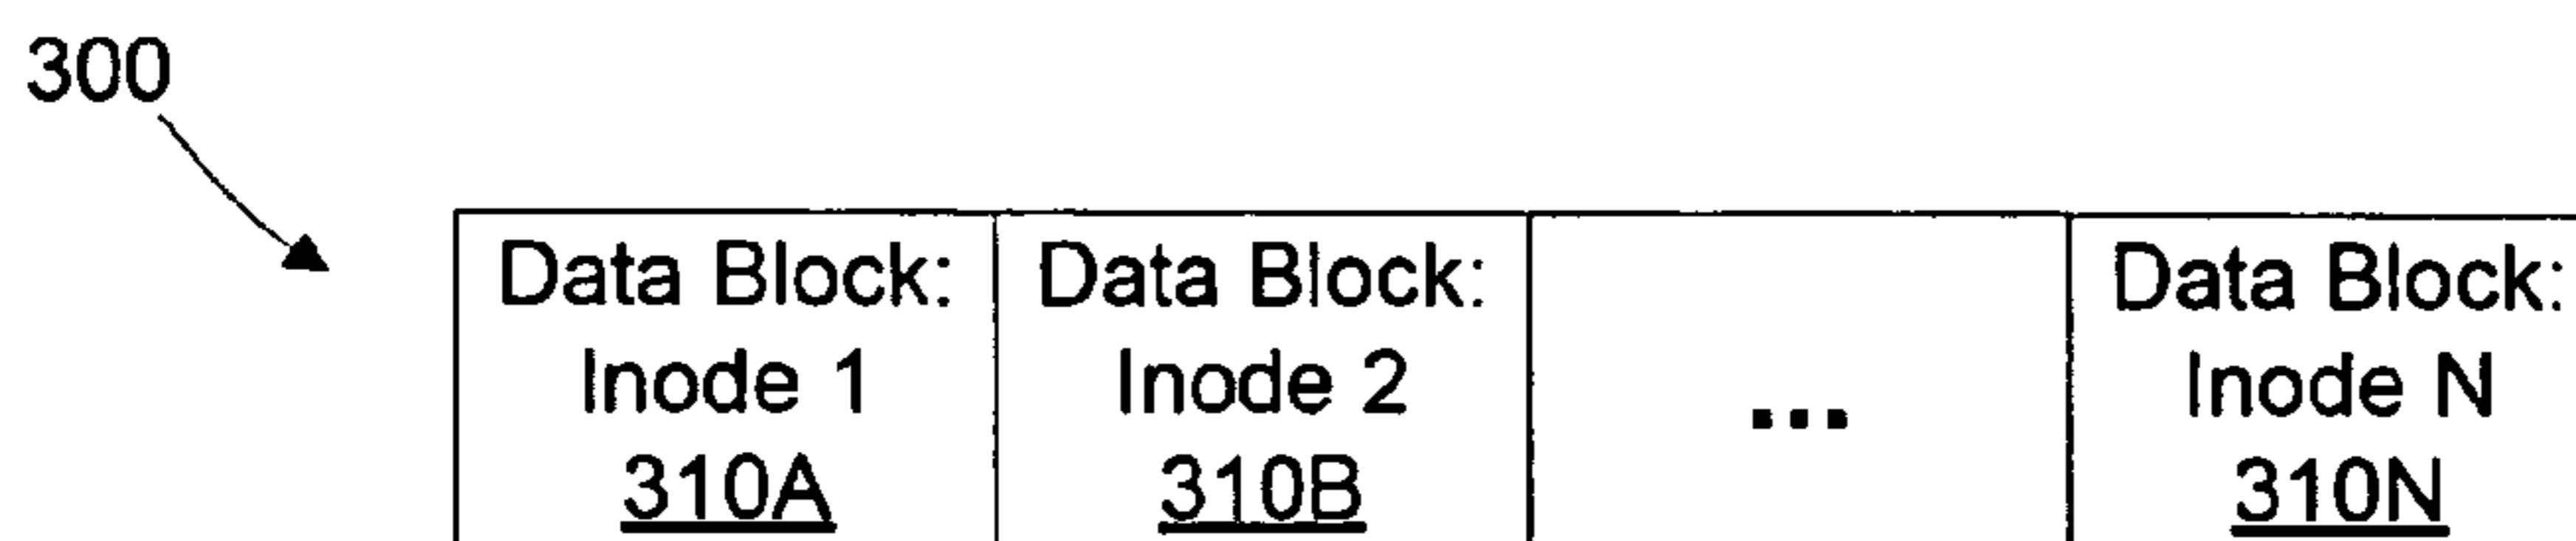 300
Data Block:
Inode 1
310A
Data Block:
Inode 2
310B
...
Data Block:
Inode N
310N